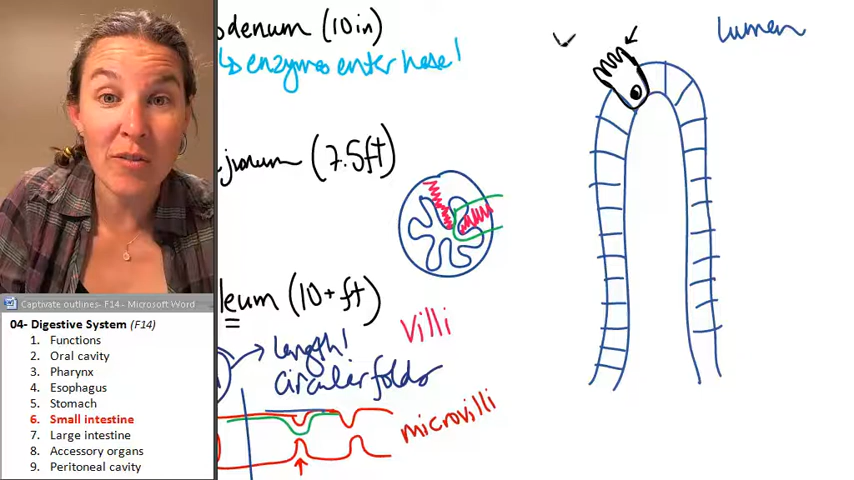 odenum (10in)
↳ enzymes enter here!
lumen
jejunum (7.5ft)
leum (10+ ft)
Villi
length!
circular folds
microvilli
Captivate outlines- F14 - Microsoft Word
04- Digestive System (F14)
1. Functions
2. Oral cavity
3. Pharynx
4. Esophagus
5. Stomach
6. Small intestine
7. Large intestine
8. Accessory organs
9. Peritoneal cavity